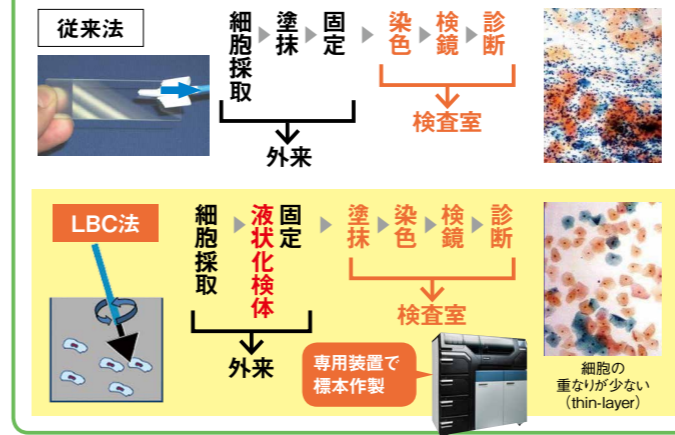 従来法
細胞採取
塗抹
固定
染色
検鏡
診断
外来
検査室
LBC法
細胞採取
液状化検体
固定
塗抹
染色
検鏡
診断
外来
検査室
専用装置で
標本作製
細胞の
重なりが少ない
(thin-layer)